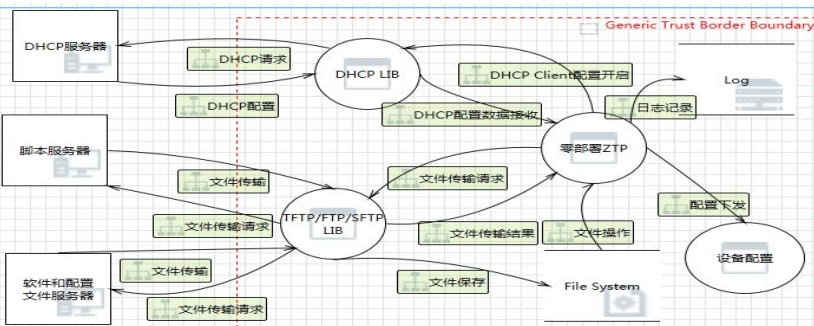 Generic Trust Border Boundary
DHCP服务器
DHCP请求
DHCP LIB
DHCP Client配置开启
Log
DHCP配置
DHCP配置数据接收
日志记录
脚本服务器
零部署ZTP
文件传输
文件传输请求
配置下发
TFTP/FTP/SFTP
LIB
文件传输请求
文件传输结果
文件操作
设备配置
文件传输
软件和配置
文件服务器
文件保存
File System
文件传输请求